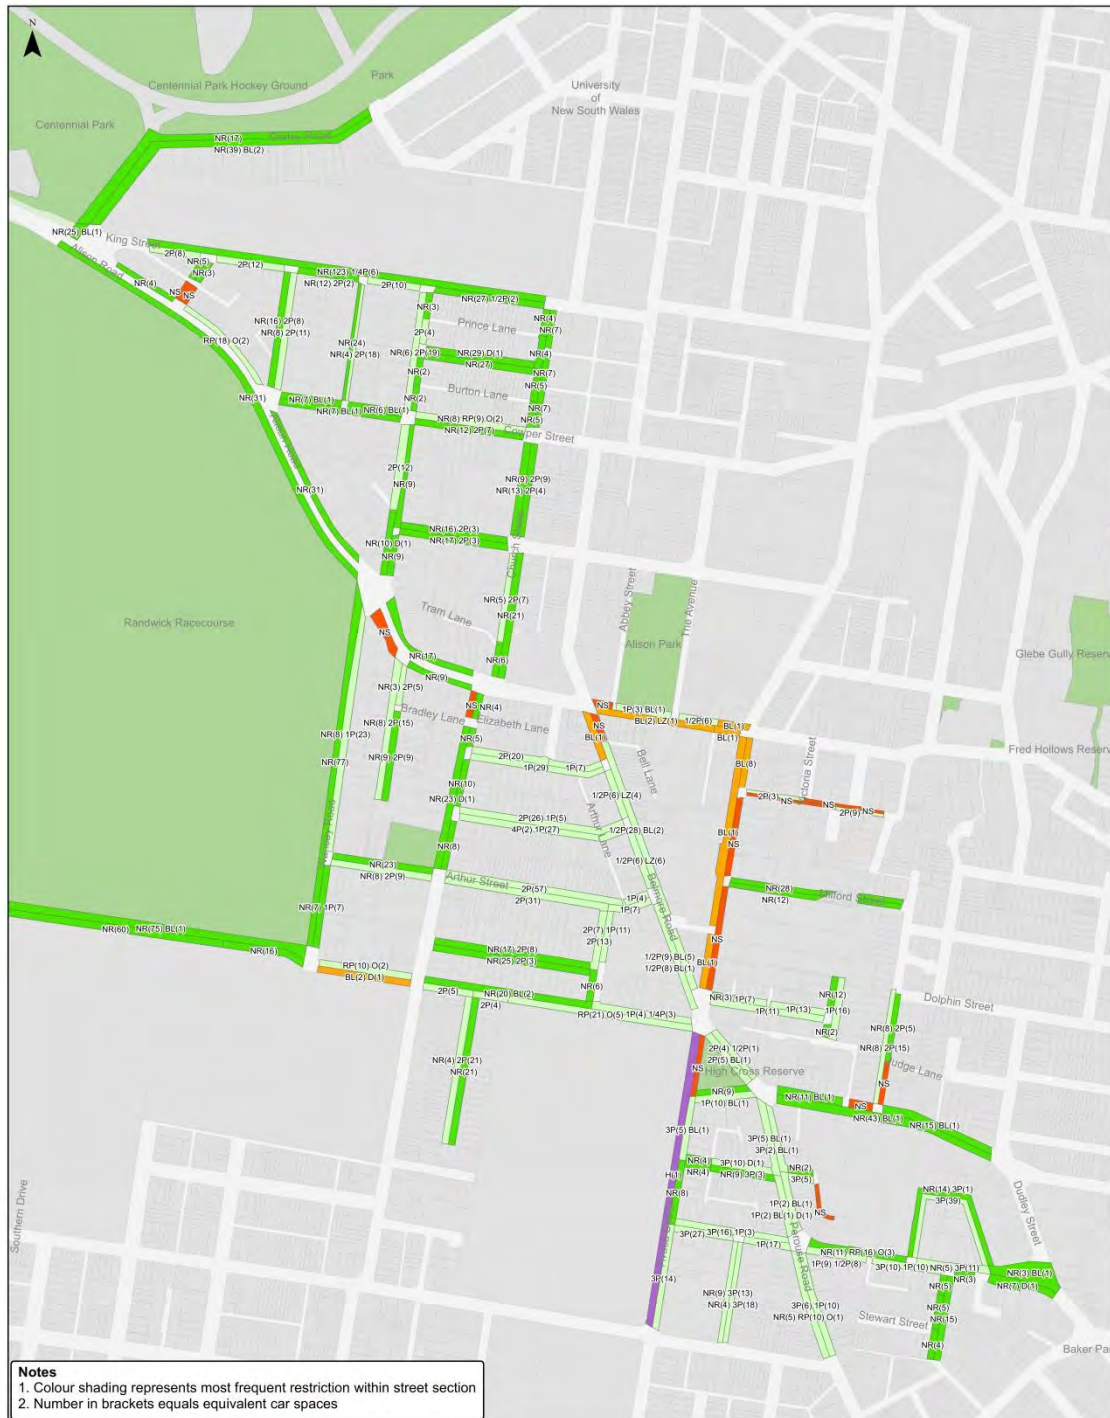 N
Centennial Park Hockey Ground
Park
University
of
New South Wales
Centennial Park
NR(17)
NR(39) BL(2)
NR(25) BL(1)
King Street
Alison Road
2P(8)
NR(5)
NR(3)
2P(12)
NR(4)
NS
NS
NR(123) 1/4P(6)
NR(12) 2P(2)
2P(10)
NR(27) 1/2P(2)
NR(3)
NR(4)
NR(7)
Prince Lane
NR(16) 2P(8)
NR(8) 2P(11)
2P(4)
RP(18) O(2)
NR(24)
NR(4) 2P(18)
NR(6) 2P(19)
NR(29) D(1)
NR(27)
NR(4)
NR(7)
NR(2)
NR(5)
Burton Lane
NR(31)
NR(7) BL(1)
NR(7) BL(1)
NR(6) BL(1)
NR(2)
NR(7)
NR(5)
NR(8) RP(9) O(2)
NR(12) 2P(7)
Cowper Street
2P(12)
NR(9)
NR(9) 2P(9)
NR(13) 2P(4)
NR(31)
NR(16) 2P(3)
NR(17) 2P(3)
NR(10) D(1)
NR(9)
Abbey Street
The Avenue
Tram Lane
NR(5) 2P(7)
NR(21)
Randwick Racecourse
NS
Alison Park
Glebe Gully Reserve
NR(17)
NR(9)
NR(6)
NR(3) 2P(5)
NS
NR(4)
Bradley Lane
Elizabeth Lane
NS
1P(3) BL(1)
BL(2) LZ(1)
1/2P(6)
BL(1)
BL(1)
NS
BL(1)
NR(8) 2P(15)
NR(8) 1P(23)
NR(77)
NR(9) 2P(9)
NR(5)
2P(20)
1P(29)
1P(7)
Bell Lane
BL(8)
Victoria Street
Fred Hollows Reserve
NR(10)
NR(23) D(1)
1/2P(6) LZ(4)
2P(3)
NS
NS
NS
2P(9)
2P(26) 1P(5)
4P(2) 1P(27)
Arthur Lane
1/2P(28) BL(2)
BL(1)
NS
NR(8)
1/2P(6) LZ(6)
NR(23)
NR(8) 2P(9)
Arthur Street
2P(57)
2P(31)
1P(4)
1P(7)
Belmore Road
NR(28)
NR(12)
Milford Street
NR(7) 1P(7)
2P(7) 1P(11)
2P(13)
NR(60)
NR(75) BL(1)
NR(16)
NR(17) 2P(8)
NR(25) 2P(3)
1/2P(9) BL(5)
1/2P(8) BL(1)
NS
BL(1)
RP(10) O(2)
BL(2) D(1)
NR(6)
2P(5)
NR(20) BL(2)
2P(4)
RP(21) O(5)
1P(4) 1/4P(3)
NR(3)
1P(7)
1P(11)
1P(13)
1P(16)
NR(12)
NR(2)
Dolphin Street
NR(8) 2P(5)
NR(8) 2P(15)
Judge Lane
NR(4) 2P(21)
NR(21)
2P(4) 1/2P(1)
2P(5) BL(1)
NS
High Cross Reserve
NR(9)
1P(10) BL(1)
NR(11) BL(1)
NS
NS
NR(43) BL(1)
NR(15) BL(1)
3P(5) BL(1)
3P(5) BL(1)
3P(2) BL(1)
NR(4)
NR(4)
3P(10) D(1)
NR(9) 3P(3)
NR(2)
3P(5)
H(1)
NR(8)
NS
1P(2) BL(1)
1P(2) BL(1) D(1)
NR(14) 3P(1)
3P(39)
Dudley Street
Southern Drive
3P(27)
3P(16) 1P(3)
1P(17)
Perouse Road
NR(11) RP(16) O(3)
1P(9) 1/2P(8)
3P(10) 1P(10)
NR(5) 3P(11)
NR(3)
NR(3) BL(1)
NR(7) D(1)
3P(14)
NR(9) 3P(13)
NR(4) 3P(18)
NR(5)
NR(5)
NR(15)
3P(6) 1P(10)
NR(5) RP(10) O(1)
Stewart Street
NR(4)
Notes
1. Colour shading represents most frequent restriction within street section
2. Number in brackets equals equivalent car spaces